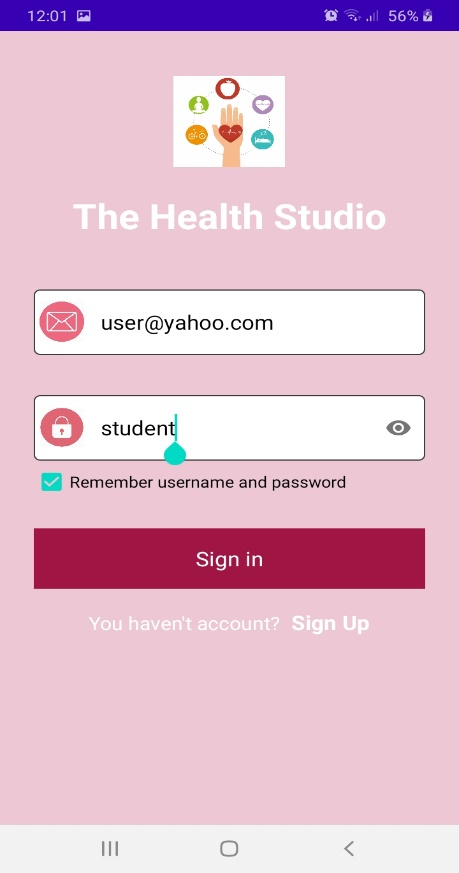 12:01 56%
The Health Studio
user@yahoo.com
student
Remember username and password
Sign in
You haven't account? Sign Up